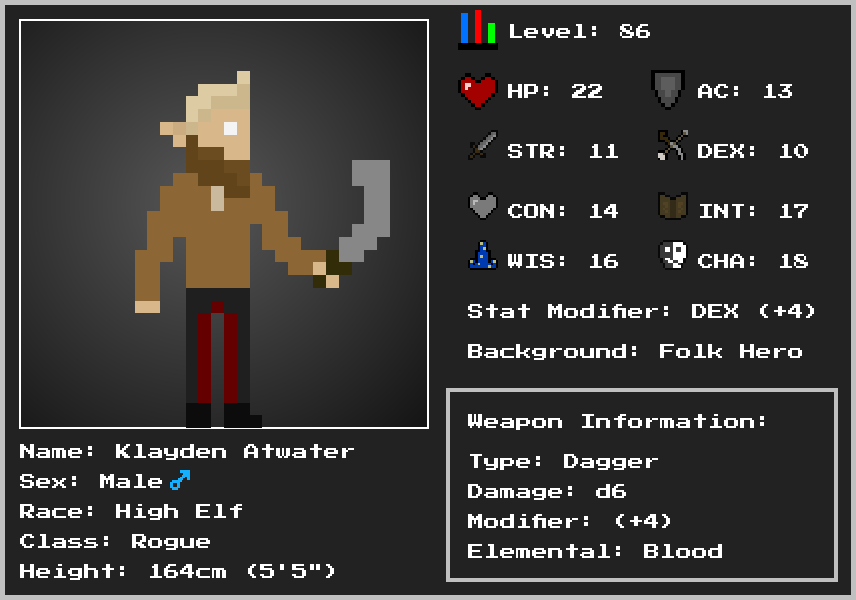 Level: 86
HP: 22 AC: 13
STR: 11 DEX: 10
CON: 14 INT: 17
WIS: 16 CHA: 18
Stat Modifier: DEX (+4)
Background: Folk Hero
Weapon Information:
Type: Dagger
Damage: d6
Modifier: (+4)
Elemental: Blood
Name: Klayden Atwater
Sex: Male♂
Race: High Elf
Class: Rogue
Height: 164cm (5'5")